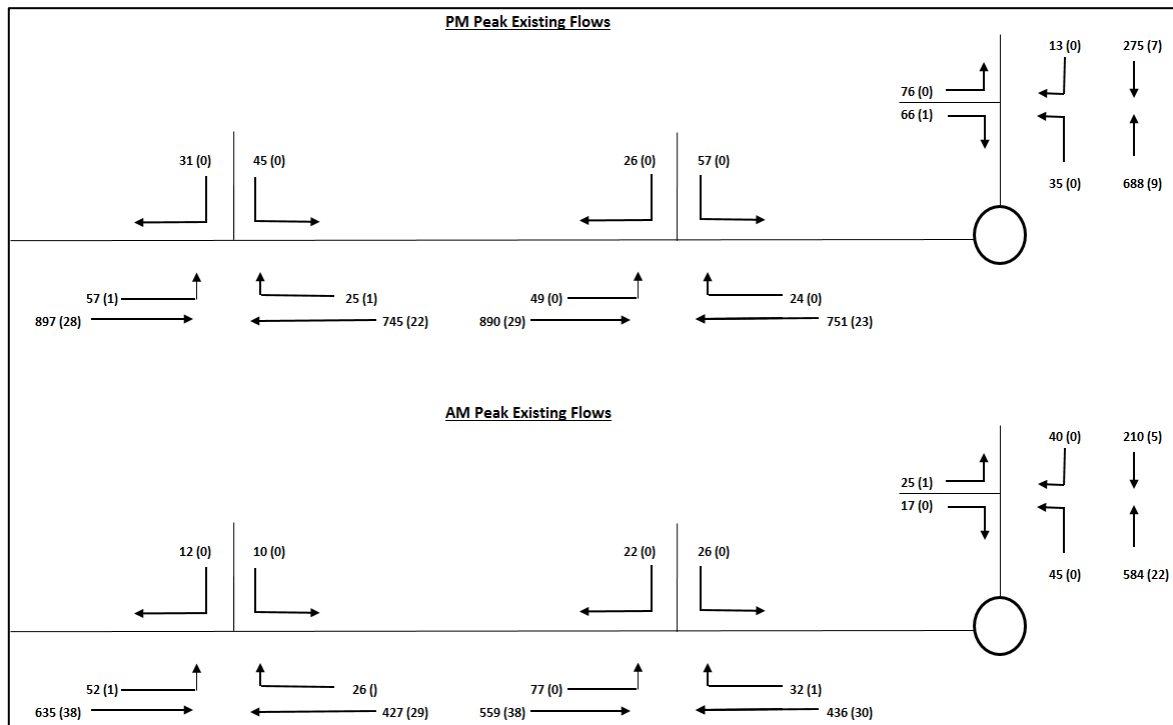 PM Peak Existing Flows
13 (0) 275 (7)
76 (0)
66 (1)
31 (0) 45 (0) 26 (0) 57 (0)
35 (0) 688 (9)
57 (1) 25 (1) 49 (0) 24 (0)
897 (28) 745 (22) 890 (29) 751 (23)
AM Peak Existing Flows
40 (0) 210 (5)
25 (1)
17 (0)
12 (0) 10 (0) 22 (0) 26 (0)
45 (0) 584 (22)
52 (1) 26 () 77 (0) 32 (1)
635 (38) 427 (29) 559 (38) 436 (30)